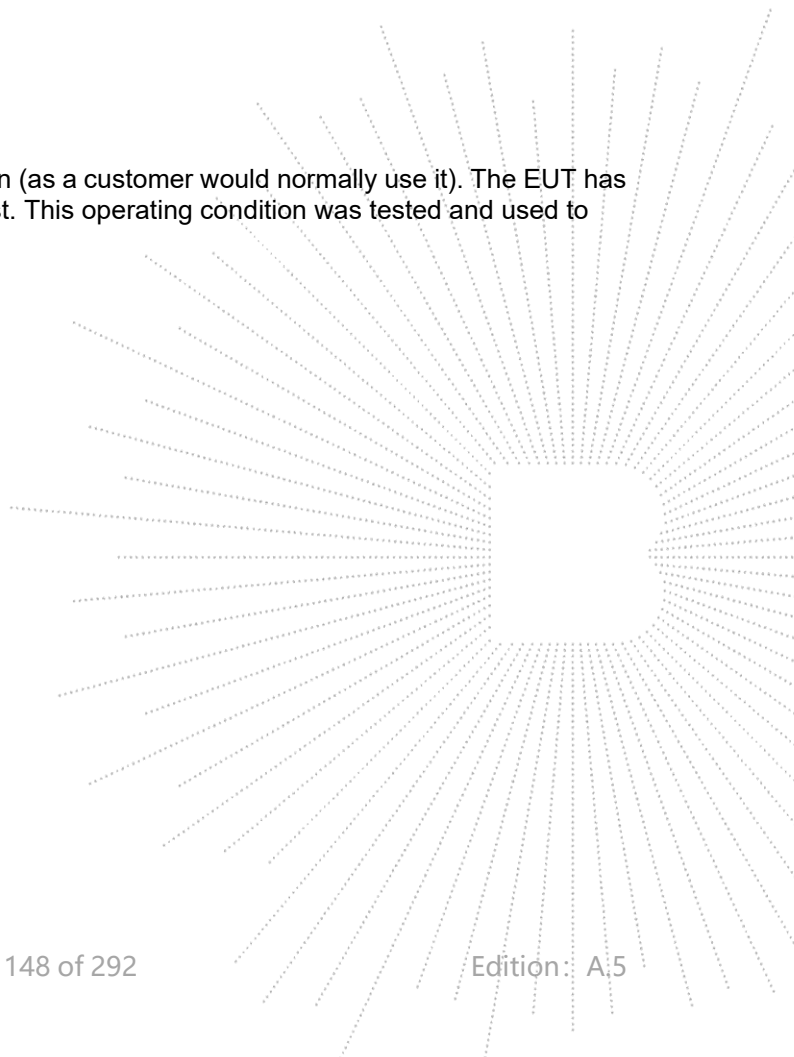 n (as a customer would normally use it). The EUT has
t. This operating condition was tested and used to
148 of 292 Edition： A.5